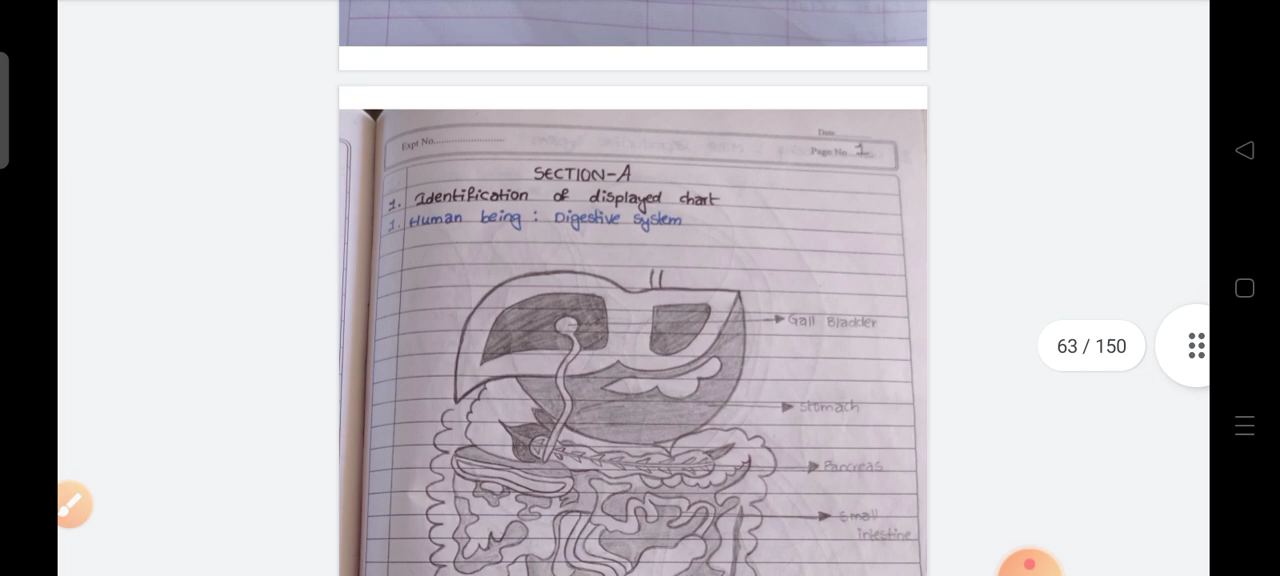 Date
Expt No.
Page No. 1
SECTION-A
1. Identification of displayed chart
1. Human being : Digestive system
Gall Bladder
Stomach
Pancreas
Small
intestine
63 / 150